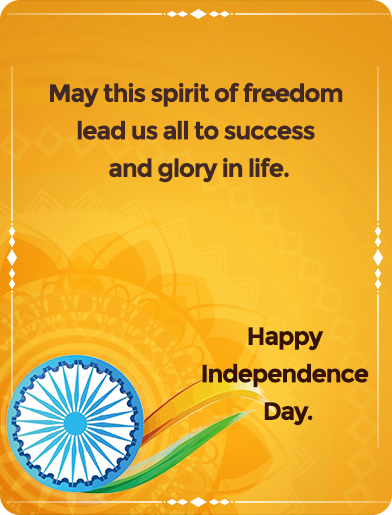 May this spirit of freedom
lead us all to success
and glory in life.
Happy
Independence
Day.